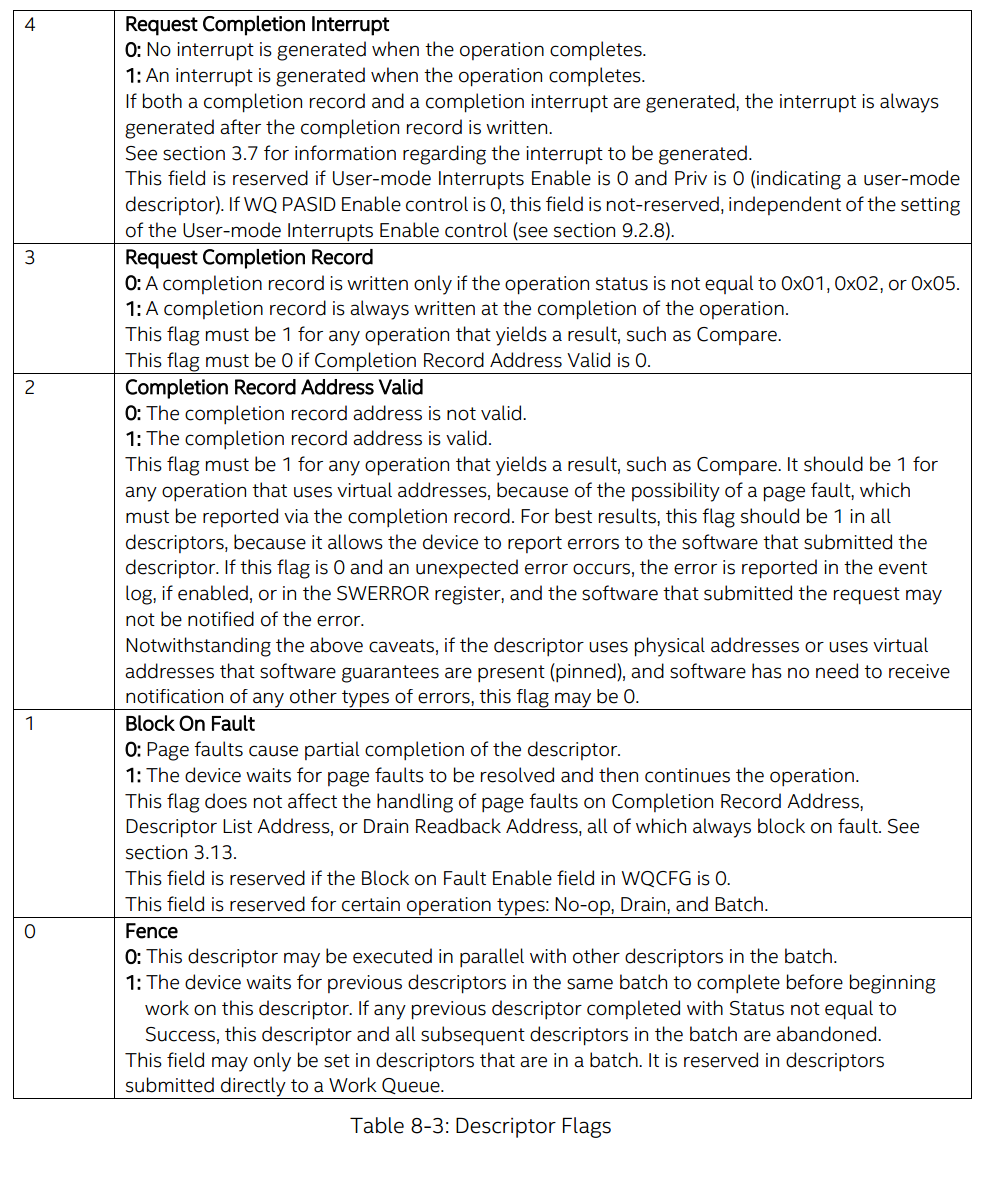 4
Request Completion Interrupt
0: No interrupt is generated when the operation completes.
1: An interrupt is generated when the operation completes.
If both a completion record and a completion interrupt are generated, the interrupt is always
generated after the completion record is written.
See section 3.7 for information regarding the interrupt to be generated.
This field is reserved if User-mode Interrupts Enable is 0 and Priv is 0 (indicating a user-mode
descriptor). If WQ PASID Enable control is 0, this field is not-reserved, independent of the setting
of the User-mode Interrupts Enable control (see section 9.2.8).
3
Request Completion Record
0: A completion record is written only if the operation status is not equal to 0x01, 0x02, or 0x05.
1: A completion record is always written at the completion of the operation.
This flag must be 1 for any operation that yields a result, such as Compare.
This flag must be 0 if Completion Record Address Valid is 0.
2
Completion Record Address Valid
0: The completion record address is not valid.
1: The completion record address is valid.
This flag must be 1 for any operation that yields a result, such as Compare. It should be 1 for
any operation that uses virtual addresses, because of the possibility of a page fault, which
must be reported via the completion record. For best results, this flag should be 1 in all
descriptors, because it allows the device to report errors to the software that submitted the
descriptor. If this flag is 0 and an unexpected error occurs, the error is reported in the event
log, if enabled, or in the SWERROR register, and the software that submitted the request may
not be notified of the error.
Notwithstanding the above caveats, if the descriptor uses physical addresses or uses virtual
addresses that software guarantees are present (pinned), and software has no need to receive
notification of any other types of errors, this flag may be 0.
1
Block On Fault
0: Page faults cause partial completion of the descriptor.
1: The device waits for page faults to be resolved and then continues the operation.
This flag does not affect the handling of page faults on Completion Record Address,
Descriptor List Address, or Drain Readback Address, all of which always block on fault. See
section 3.13.
This field is reserved if the Block on Fault Enable field in WQCFG is 0.
This field is reserved for certain operation types: No-op, Drain, and Batch.
0
Fence
0: This descriptor may be executed in parallel with other descriptors in the batch.
1: The device waits for previous descriptors in the same batch to complete before beginning
work on this descriptor. If any previous descriptor completed with Status not equal to
Success, this descriptor and all subsequent descriptors in the batch are abandoned.
This field may only be set in descriptors that are in a batch. It is reserved in descriptors
submitted directly to a Work Queue.
Table 8-3: Descriptor Flags